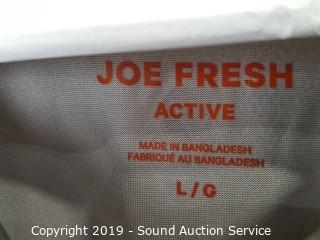 JOE FRESH
ACTIVE
MADE IN BANGLADESH
FABRIQUÉ AU BANGLADESH
L / G
Copyright 2019 - Sound Auction Service